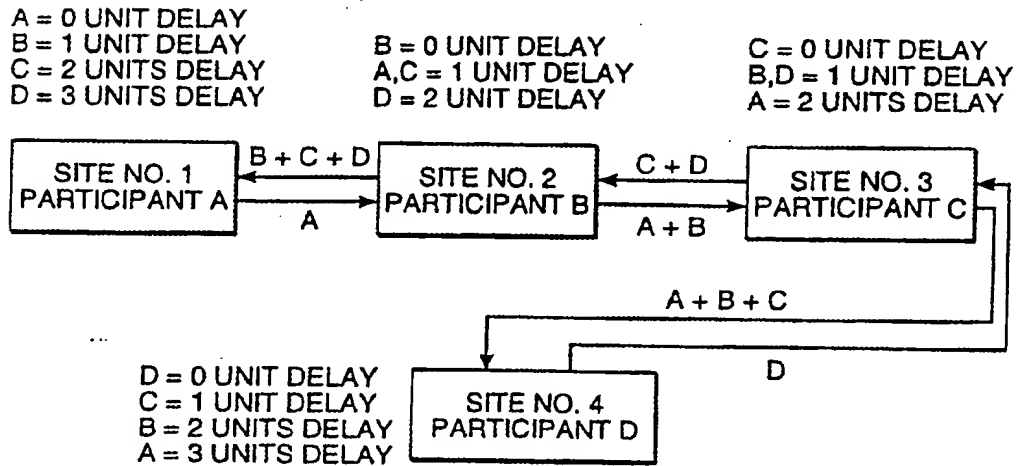 A = 0 UNIT DELAY
B = 1 UNIT DELAY
C = 2 UNITS DELAY
D = 3 UNITS DELAY
B = 0 UNIT DELAY
A,C = 1 UNIT DELAY
D = 2 UNIT DELAY
C = 0 UNIT DELAY
B,D = 1 UNIT DELAY
A = 2 UNITS DELAY
SITE NO. 1
PARTICIPANT A
B + C + D
A
SITE NO. 2
PARTICIPANT B
C + D
A + B
SITE NO. 3
PARTICIPANT C
A + B + C
D
D = 0 UNIT DELAY
C = 1 UNIT DELAY
B = 2 UNITS DELAY
A = 3 UNITS DELAY
SITE NO. 4
PARTICIPANT D